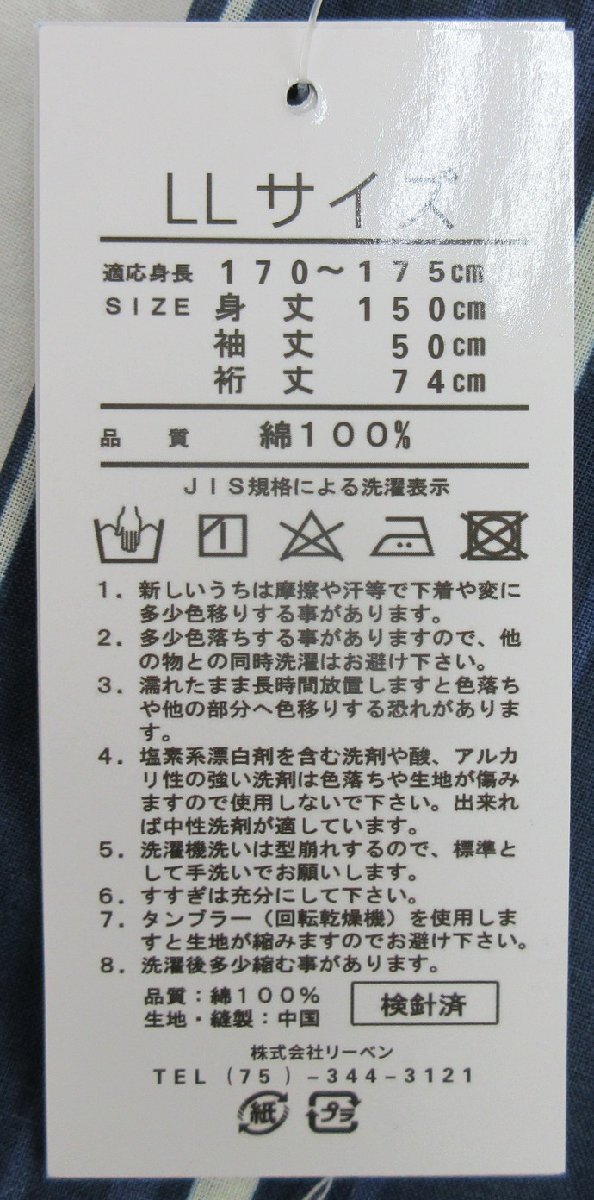 LLサイズ
適応身長 170～175cm
SIZE 身丈 150cm
袖丈 50cm
裄丈 74cm
品質 綿100%
JIS規格による洗濯表示
1．新しいうちは摩擦や汗等で下着や変に
多少色移りする事があります。
2．多少色落ちする事がありますので、他
の物との同時洗濯はお避け下さい。
3．濡れたまま長時間放置しますと色落ち
や他の部分へ色移りする恐れがありま
す。
4．塩素系漂白剤を含む洗剤や酸、アルカ
リ性の強い洗剤は色落ちや生地が傷み
ますので使用しないで下さい。出来れ
ば中性洗剤が適しています。
5．洗濯機洗いは型崩れするので、標準と
して手洗いでお願いします。
6．すすぎは充分にして下さい。
7．タンブラー（回転乾燥機）を使用しま
すと生地が縮みますのでお避け下さい。
8．洗濯後多少縮む事があります。
品質：綿100%
生地・縫製：中国
検針済
株式会社リーベン
TEL (75) -344-3121
紙 プラ